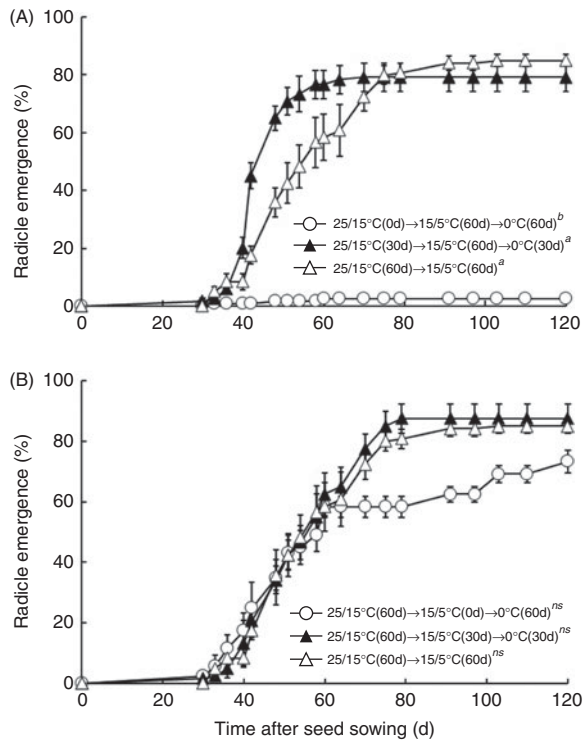 (A)
100
80
60
40
20
0
Radicle emergence (%)
25/15°C(0d)→15/5°C(60d)→0°C(60d)b
25/15°C(30d)→15/5°C(60d)→0°C(30d)a
25/15°C(60d)→15/5°C(60d)a
0 20 40 60 80 100 120
(B)
100
80
60
40
20
0
Radicle emergence (%)
25/15°C(60d)→15/5°C(0d)→0°C(60d)ns
25/15°C(60d)→15/5°C(30d)→0°C(30d)ns
25/15°C(60d)→15/5°C(60d)ns
0 20 40 60 80 100 120
Time after seed sowing (d)